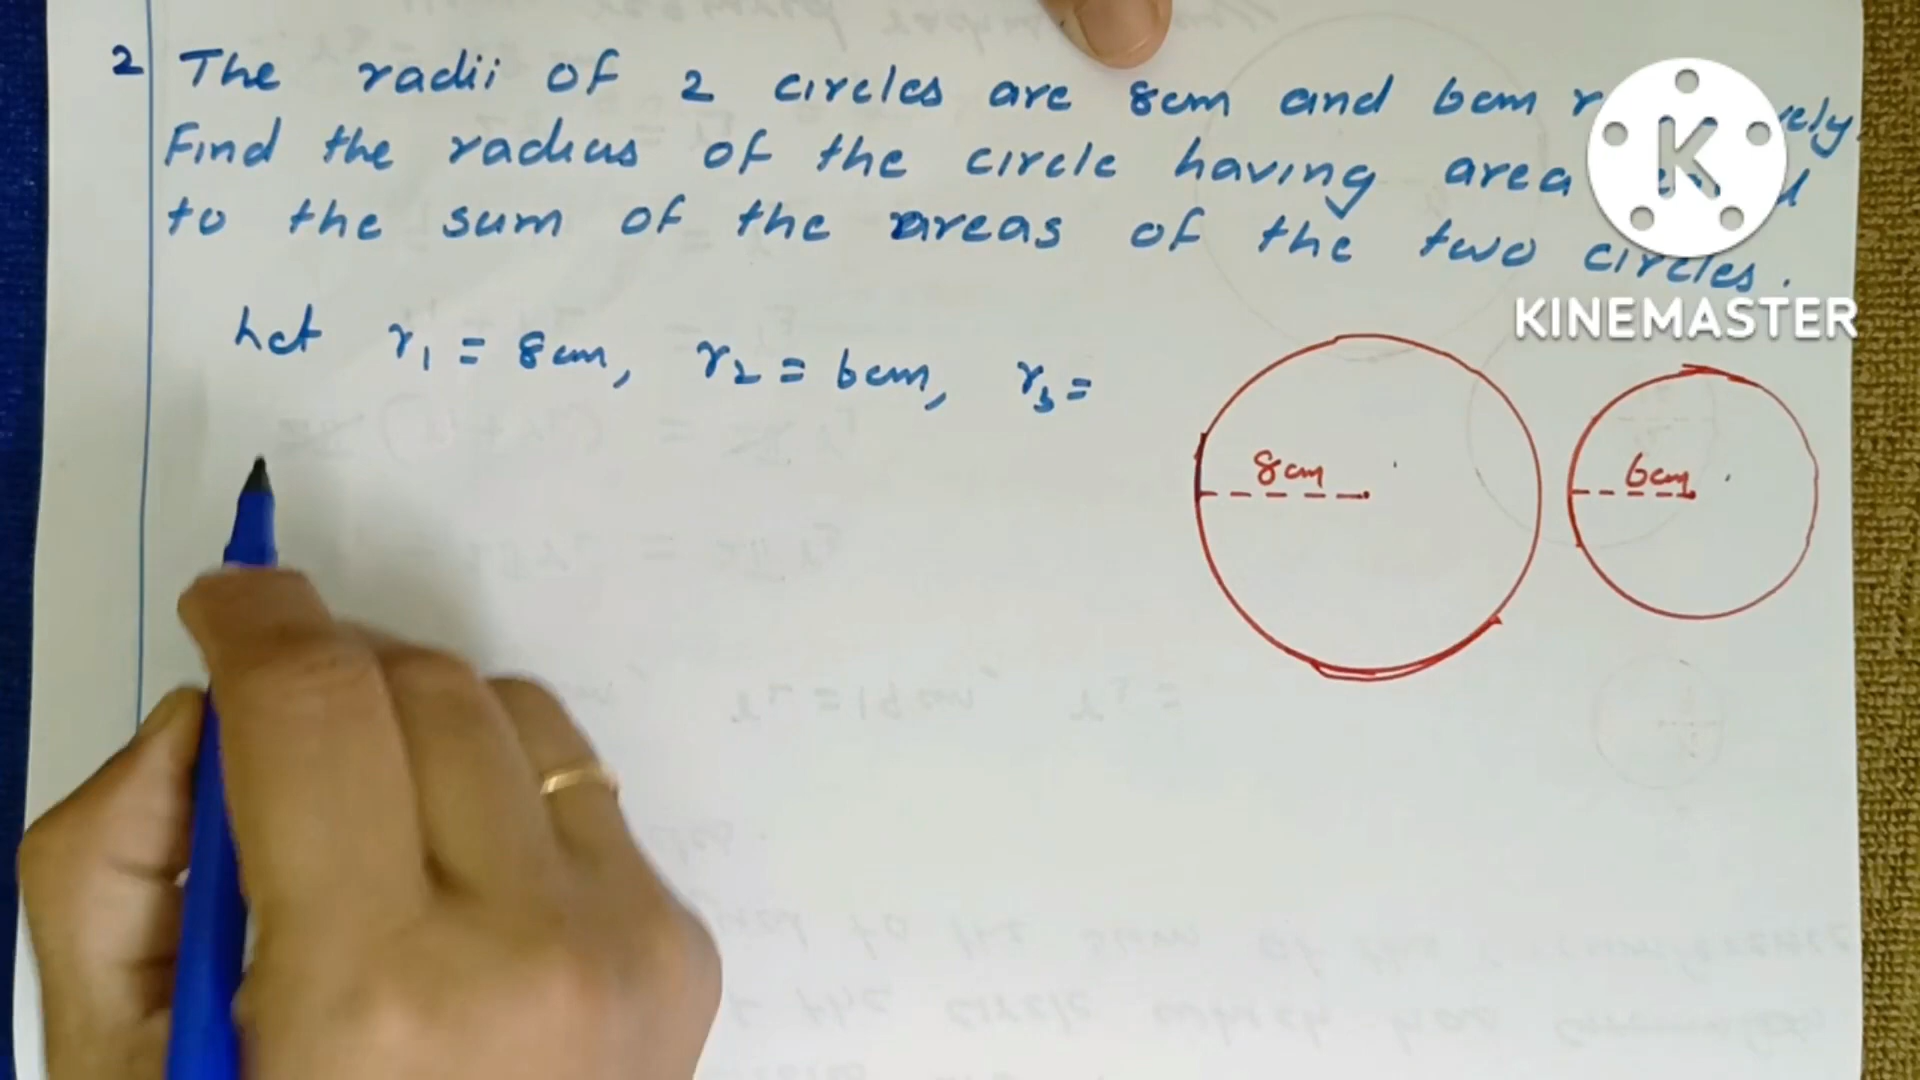 2 The radii of 2 circles are 8cm and 6cm
Find the radius of the circle having area
to the sum of the areas of the two circles.
Let r1 = 8cm, r2 = 6cm, r3 =
8cm
6cm
K
KINEMASTER